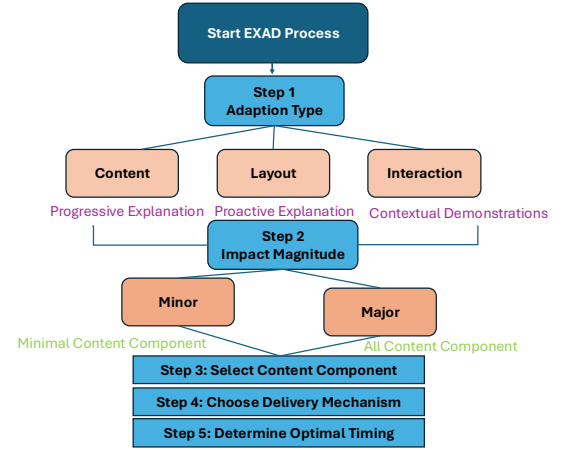 Start EXAD Process
Step 1
Adaption Type
Content
Layout
Interaction
Progressive Explanation
Proactive Explanation
Contextual Demonstrations
Step 2
Impact Magnitude
Minor
Major
Minimal Content Component
All Content Component
Step 3: Select Content Component
Step 4: Choose Delivery Mechanism
Step 5: Determine Optimal Timing